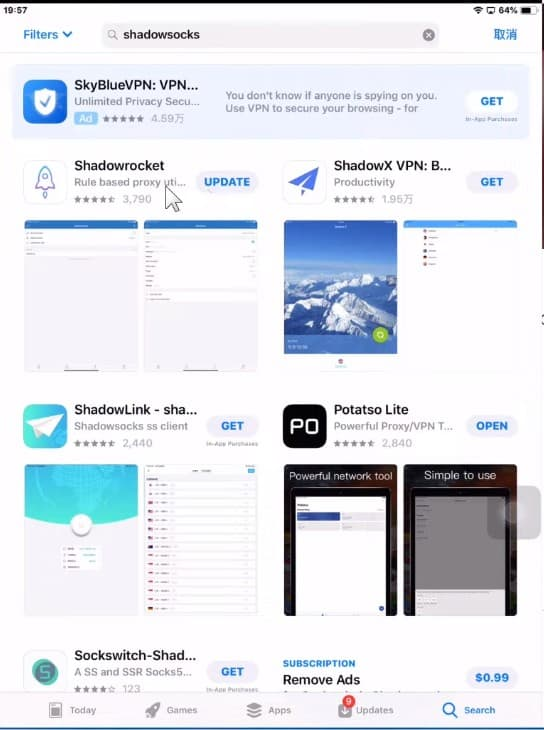 19:57
64%
Filters
shadowsocks
取消
SkyBlueVPN: VPN...
Unlimited Privacy Secu...
Ad
4.59万
You don't know if anyone is spying on you.
Use VPN to secure your browsing - for
GET
In-App Purchases
Shadowrocket
Rule based proxy uti...
3,790
UPDATE
ShadowX VPN: B...
Productivity
1.95万
GET
ShadowLink - sha...
Shadowsocks ss client
2,440
GET
In-App Purchases
PO
Potatso Lite
Powerful Proxy/VPN T...
2,840
OPEN
Powerful network tool
Simple to use
Sockswitch-Shad...
A SS and SSR Socks5...
123
GET
In-App Purchases
SUBSCRIPTION
Remove Ads
$0.99
Today
Games
Apps
9
Updates
Search